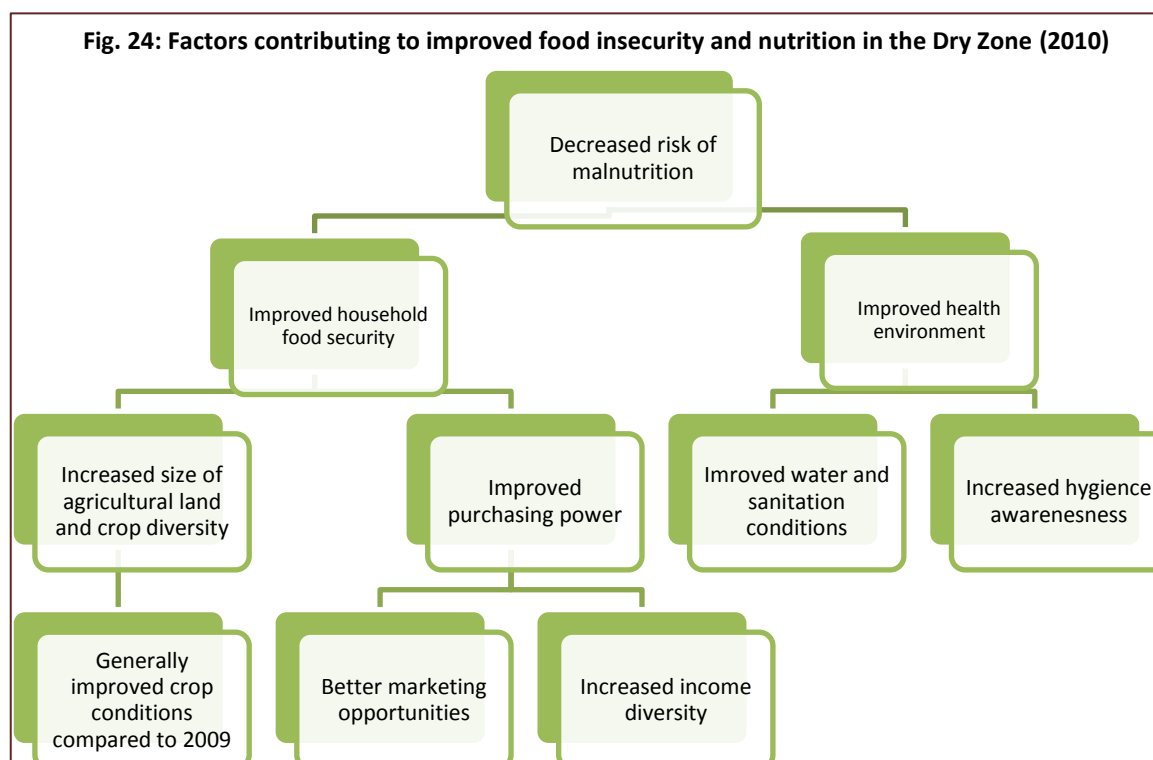 Fig. 24: Factors contributing to improved food insecurity and nutrition in the Dry Zone (2010)
Decreased risk of
malnutrition
Improved household
food security
Improved health
environment
Increased size of
agricultural land
and crop diversity
Improved
purchasing power
Imroved water and
sanitation
conditions
Increased hygience
awarenesness
Generally
improved crop
conditions
compared to 2009
Better marketing
opportunities
Increased income
diversity